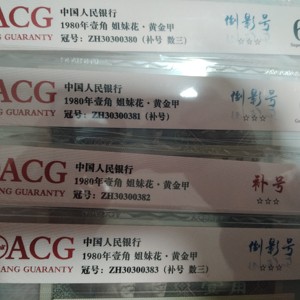 ACG
中国人民银行
倒影号
1980年壹角 姐妹花·黄金甲
G GUARANTY
冠号：ZH30300380（补号 数三）
☆☆☆
ACG
中国人民银行
倒影号
1980年壹角 姐妹花·黄金甲
NG GUARANTY
冠号：ZH30300381（补号）
☆☆☆
ACG
中国人民银行
补号
1980年壹角 姐妹花·黄金甲
NG GUARANTY
冠号：ZH30300382
☆☆☆
ACG
中国人民银行
倒影号
1980年壹角 姐妹花·黄金甲
ANG GUARANTY
冠号：ZH30300383（补号 数三）
☆☆☆